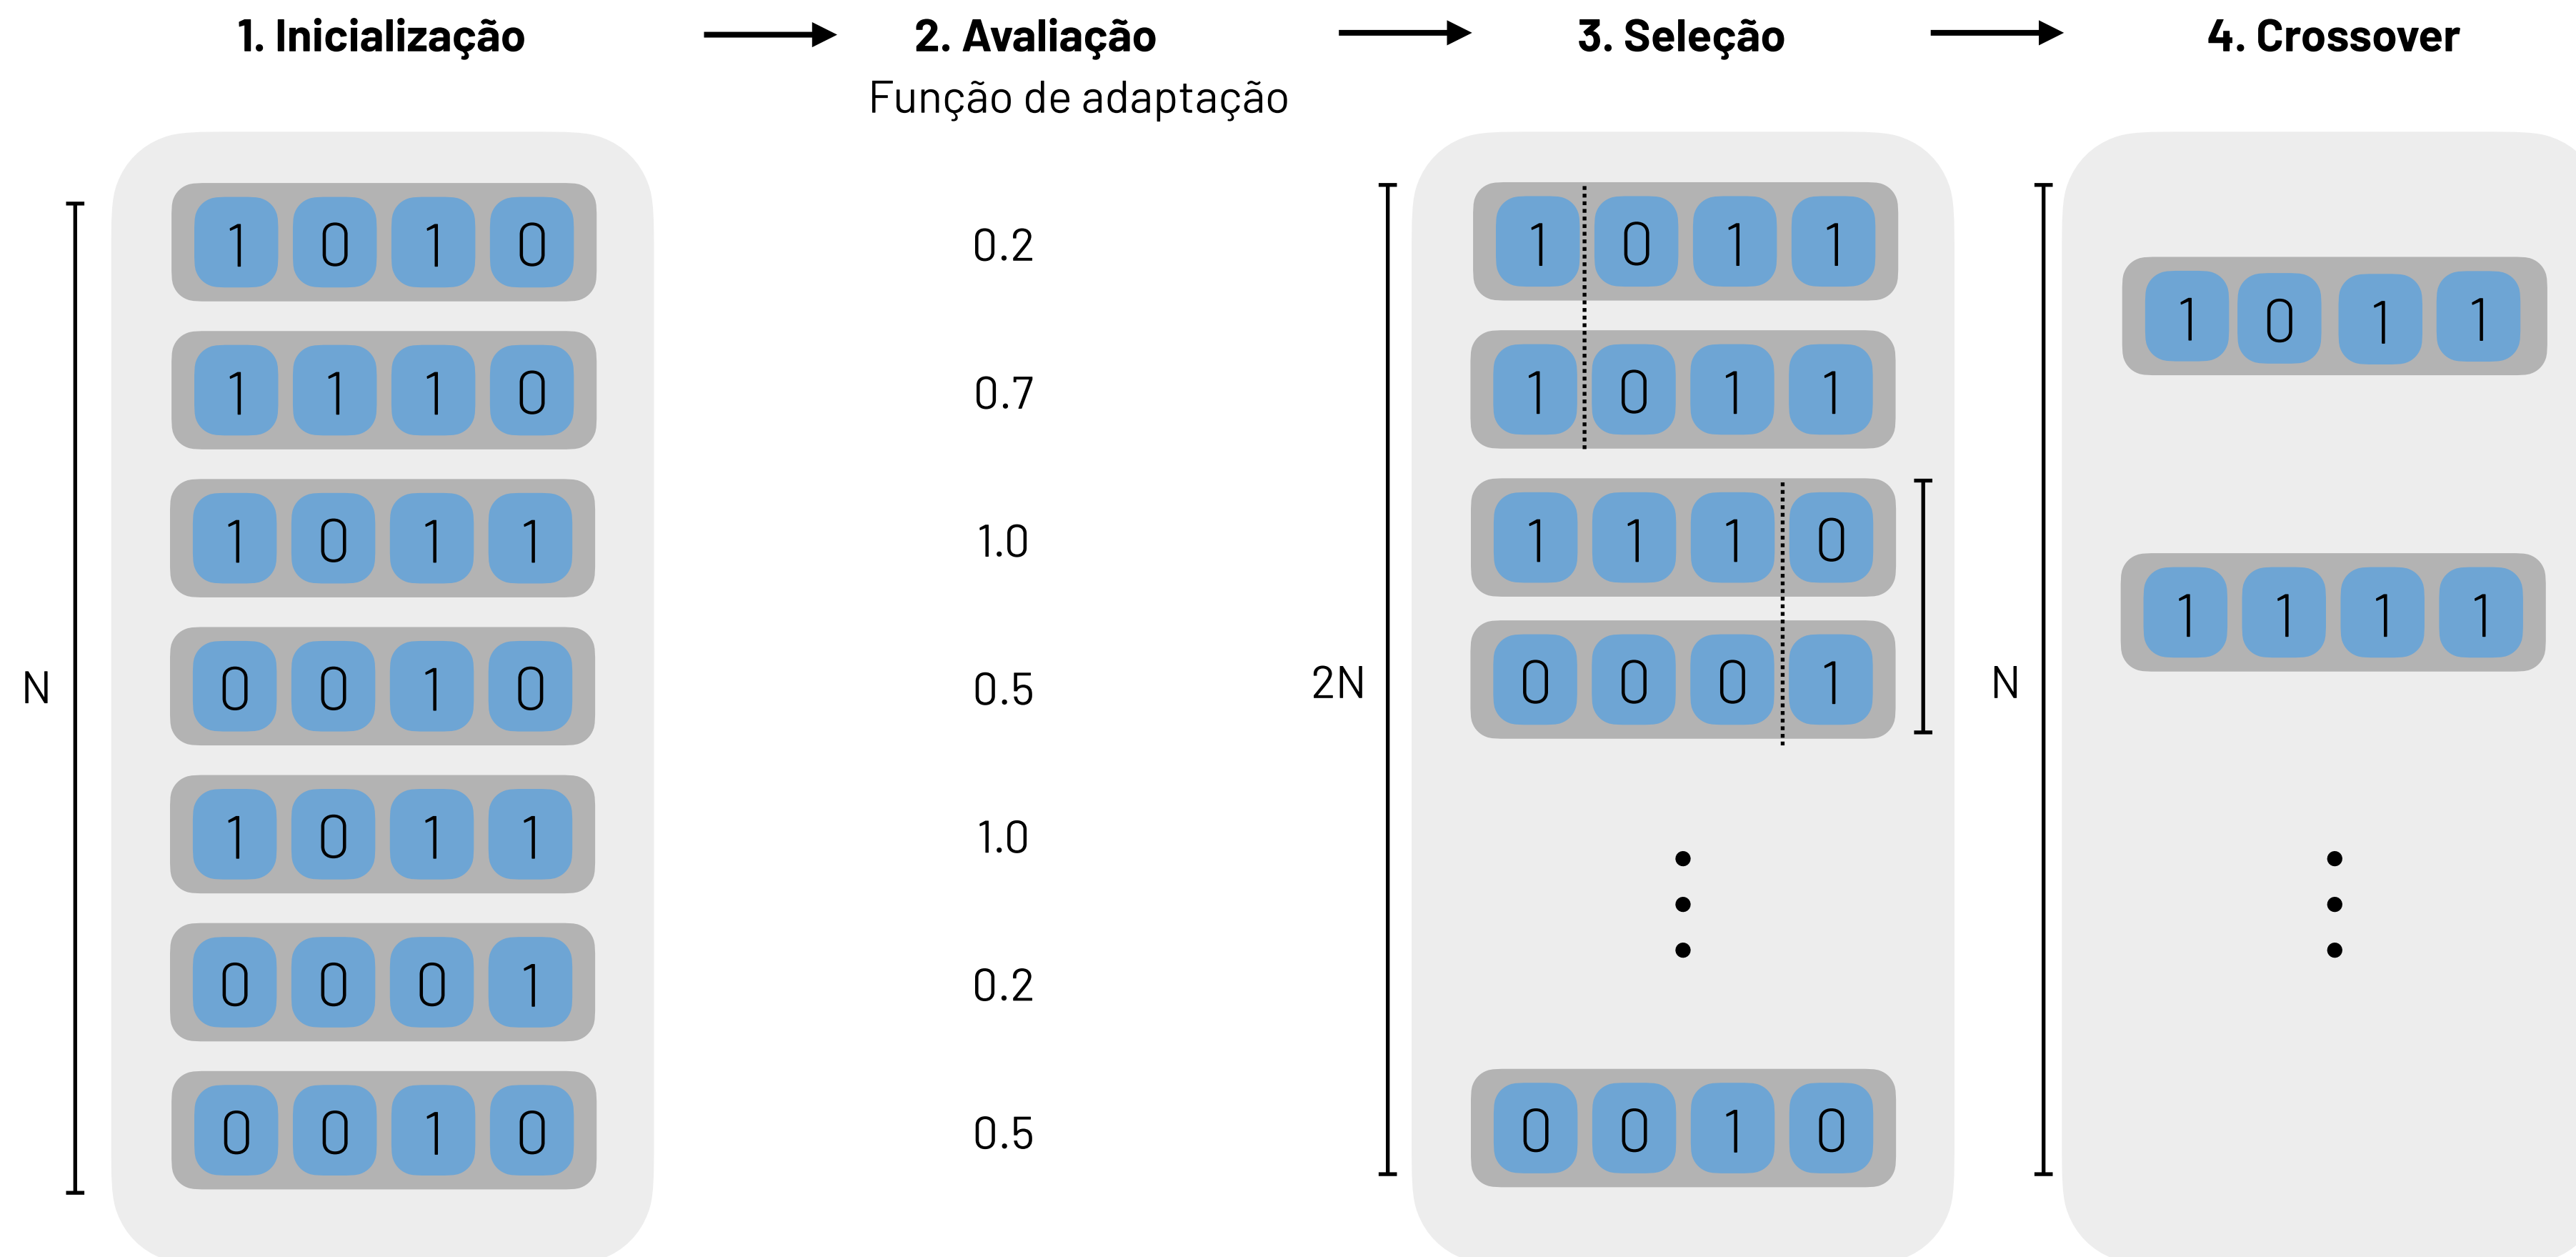 1. Inicialização
2. Avaliação
Função de adaptação
3. Seleção
4. Crossover
N
1 0 1 0
1 1 1 0
1 0 1 1
0 0 1 0
1 0 1 1
0 0 0 1
0 0 1 0
0.2
0.7
1.0
0.5
1.0
0.2
0.5
2N
1 0 1 1
1 0 1 1
1 1 1 0
0 0 0 1
0 0 1 0
N
1 0 1 1
1 1 1 1